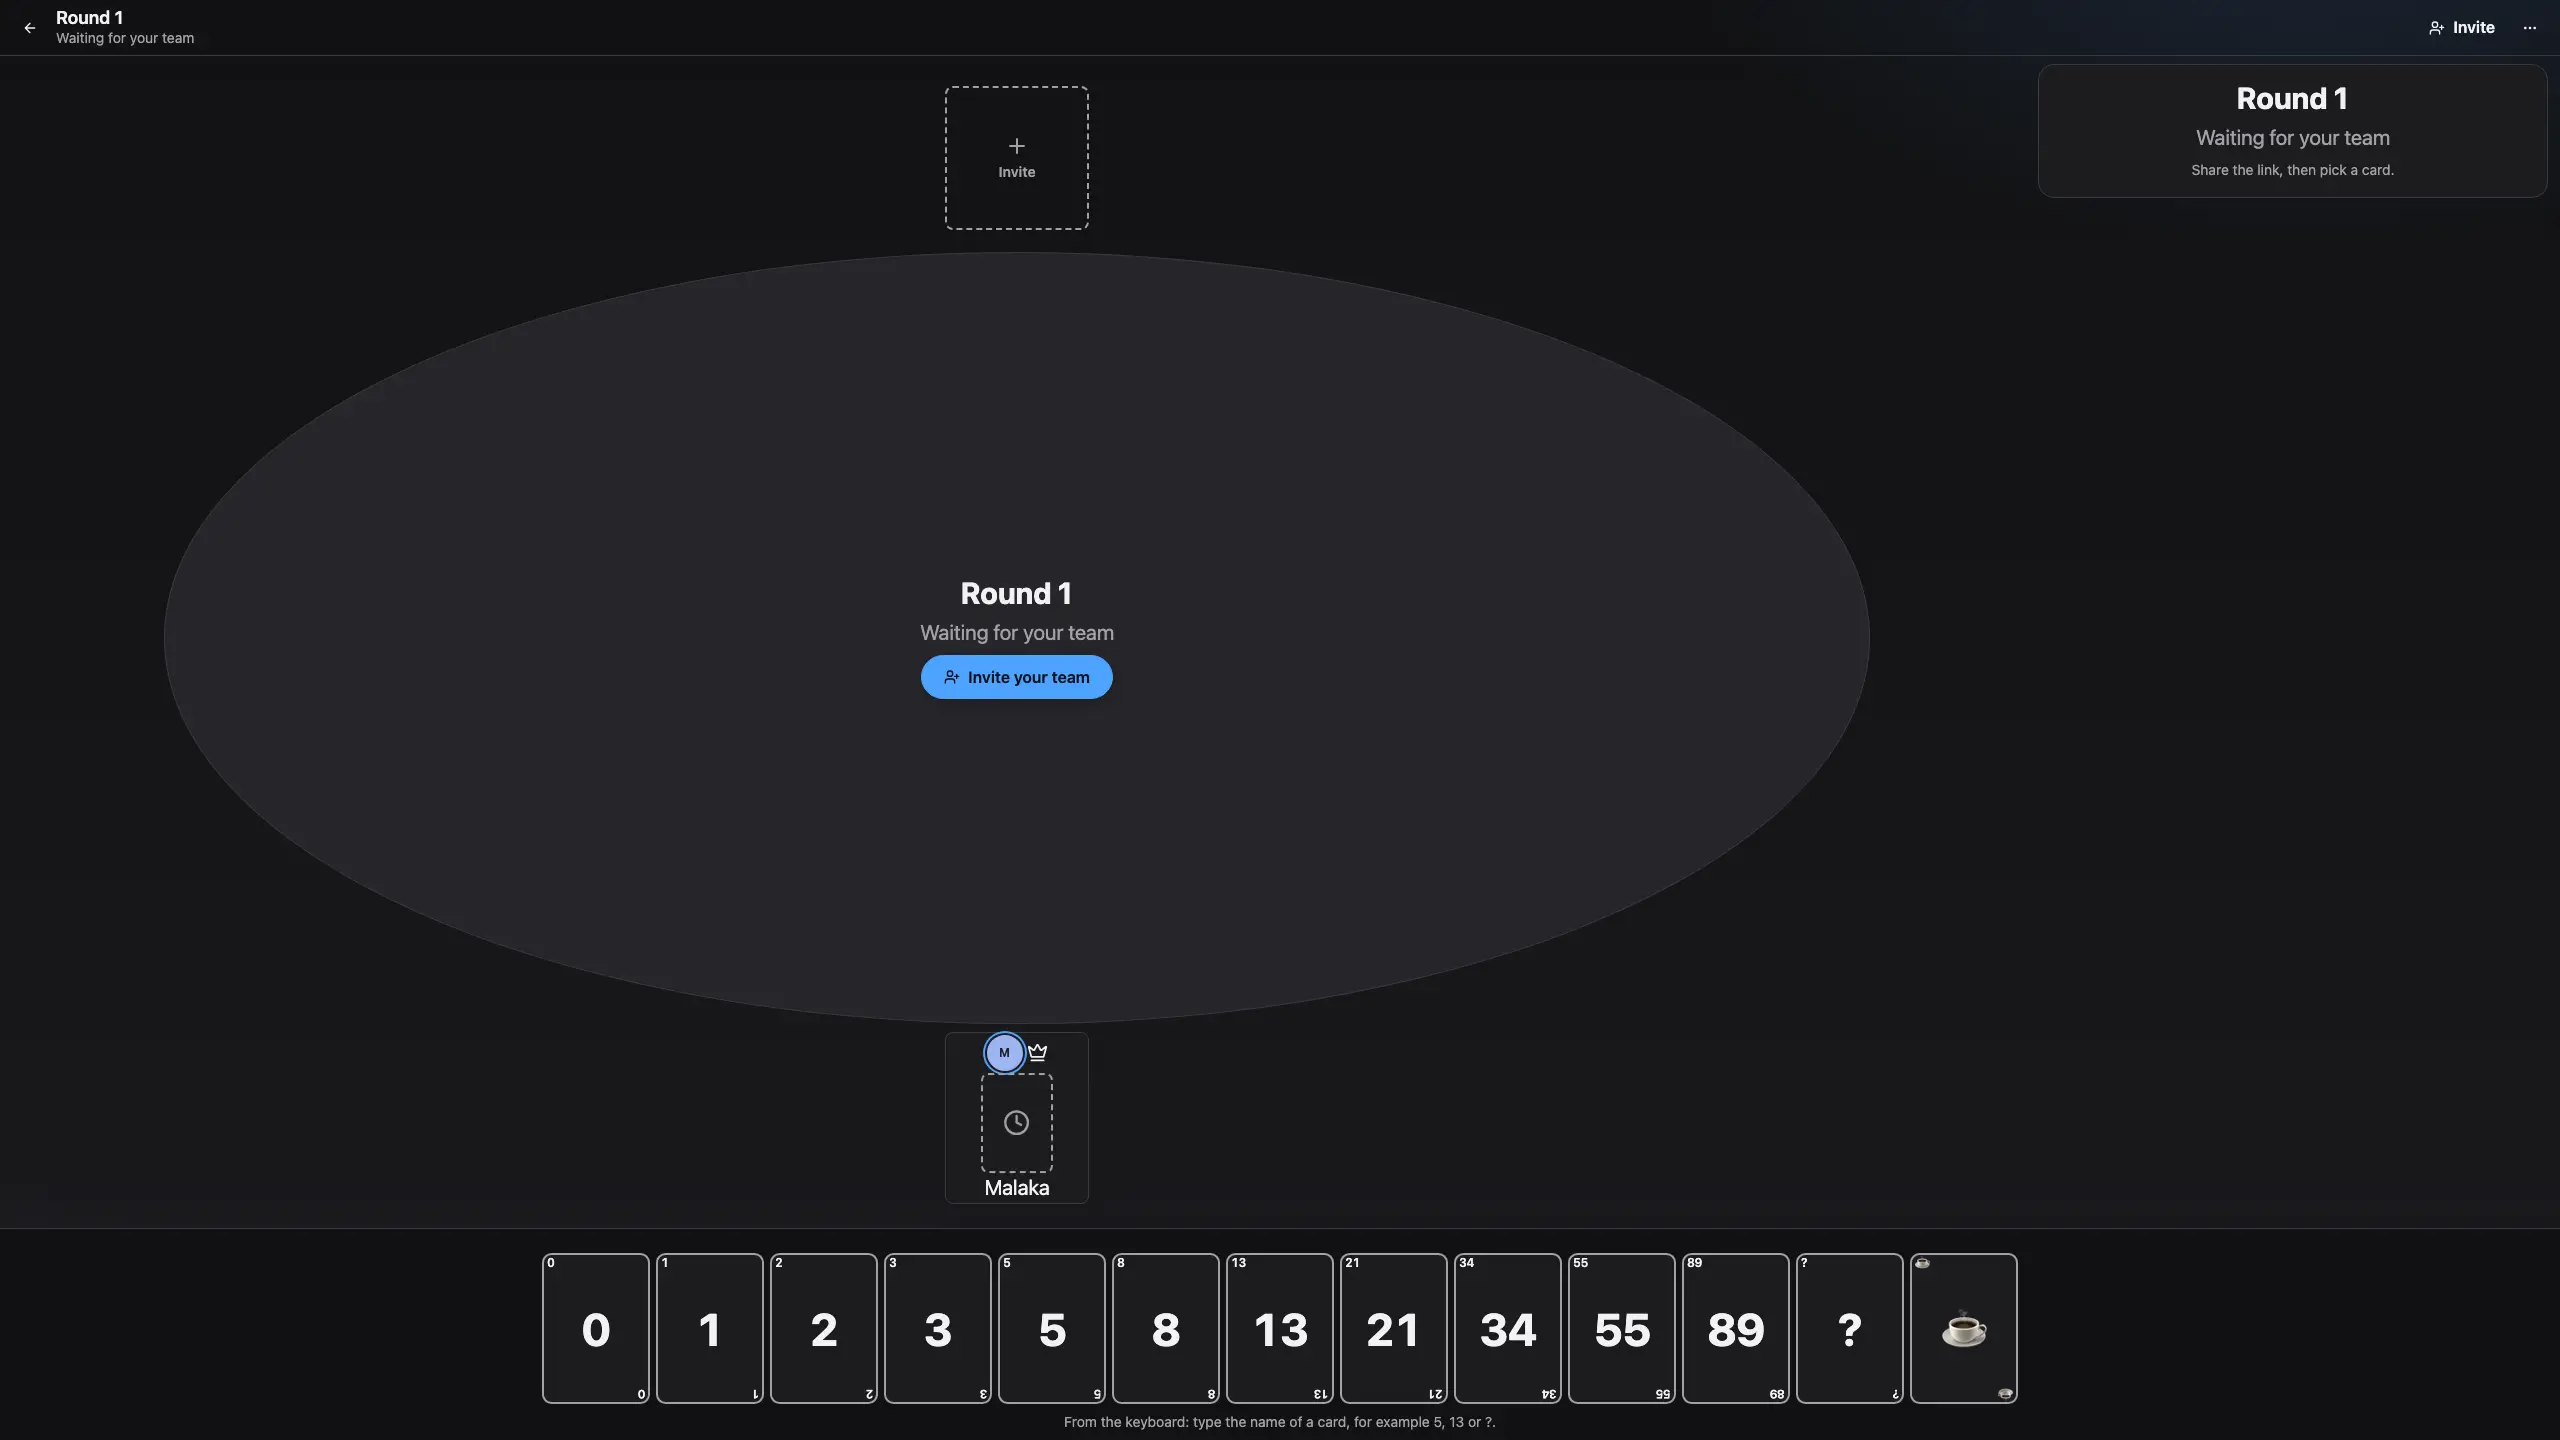 Round 1
Waiting for your team
Invite
Round 1
Waiting for your team
Share the link, then pick a card.
Invite
Round 1
Waiting for your team
Invite your team
M
Malaka
0 1 2 3 5 8 13 21 34 55 89 ?
0 1 2 3 5 8 13 21 34 55 89 ?
0 1 2 3 5 8 13 21 34 55 89 ?
From the keyboard: type the name of a card, for example 5, 13 or ?.